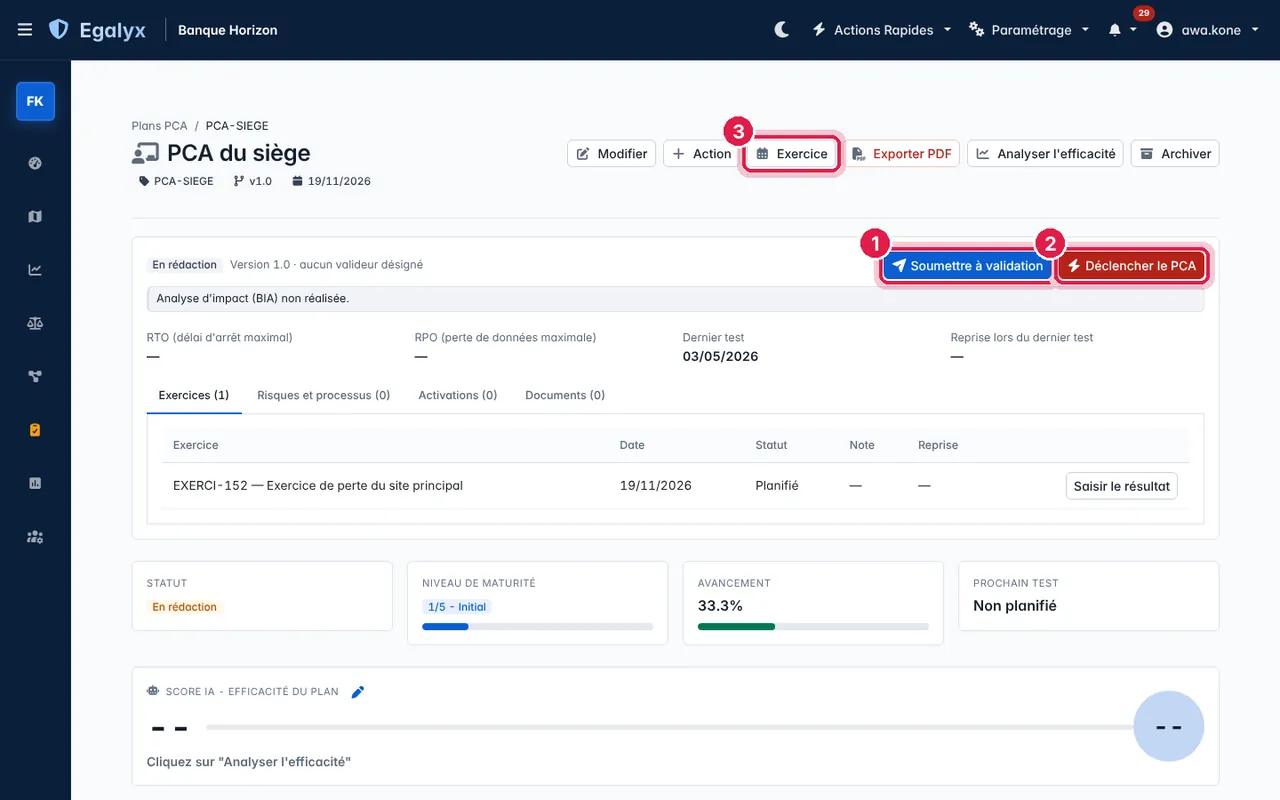 Egalyx
Banque Horizon
Actions Rapides
Paramétrage
29
awa.kone
FK
Plans PCA / PCA-SIEGE
PCA du siège
PCA-SIEGE v1.0 19/11/2026
Modifier
Action
3
Exercice
Exporter PDF
Analyser l'efficacité
Archiver
En rédaction Version 1.0 · aucun valideur désigné
1
Soumettre à validation
2
Déclencher le PCA
Analyse d'impact (BIA) non réalisée.
RTO (délai d'arrêt maximal) RPO (perte de données maximale) Dernier test Reprise lors du dernier test
— — 03/05/2026 —
Exercices (1) Risques et processus (0) Activations (0) Documents (0)
Exercice Date Statut Note Reprise
EXERCI-152 — Exercice de perte du site principal 19/11/2026 Planifié — — Saisir le résultat
STATUT
En rédaction
NIVEAU DE MATURITÉ
1/5 - Initial
AVANCEMENT
33.3%
PROCHAIN TEST
Non planifié
SCORE IA - EFFICACITÉ DU PLAN
-- --
Cliquez sur "Analyser l'efficacité"